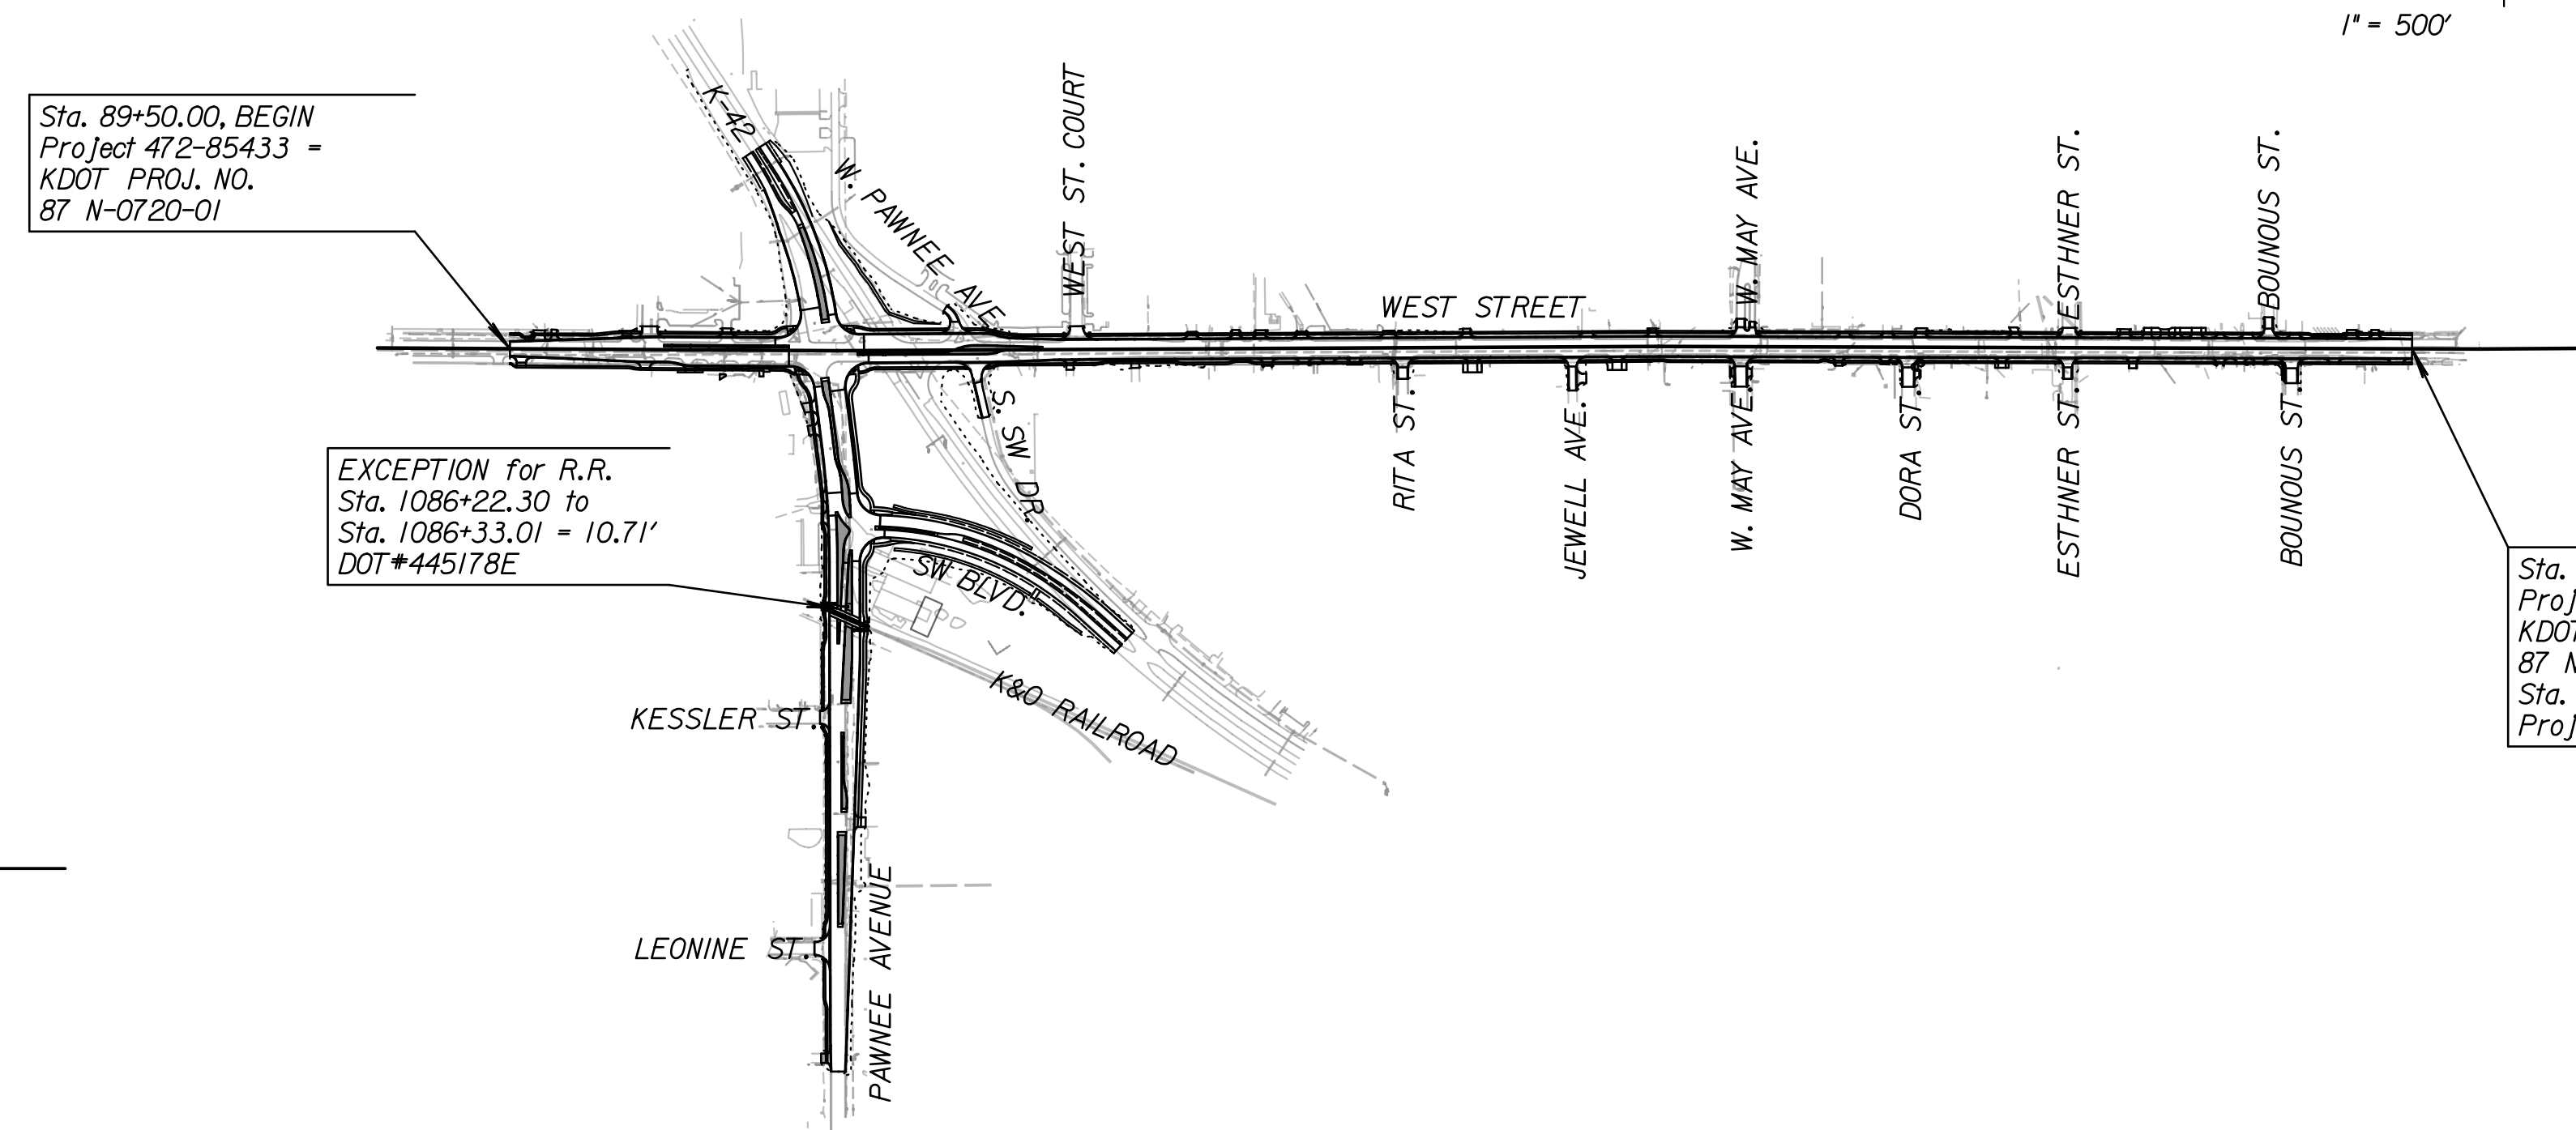 1" = 500'
Sta. 89+50.00, BEGIN
Project 472-85433 =
KDOT PROJ. NO.
87 N-0720-01
K-42
W. PAWNEE AVE.
WEST ST. COURT
WEST STREET
W. MAY AVE.
ESTHNER ST.
BOUNOUS ST.
S. SW DR.
RITA ST.
JEWELL AVE.
W. MAY AVE.
DORA ST.
ESTHNER ST.
BOUNOUS ST.
EXCEPTION for R.R.
Sta. 1086+22.30 to
Sta. 1086+33.01 = 10.71'
DOT#445178E
SW BLVD.
K&O RAILROAD
KESSLER ST.
LEONINE ST.
PAWNEE AVENUE
Sta.
Proj
KDOT
87 N
Sta.
Proj